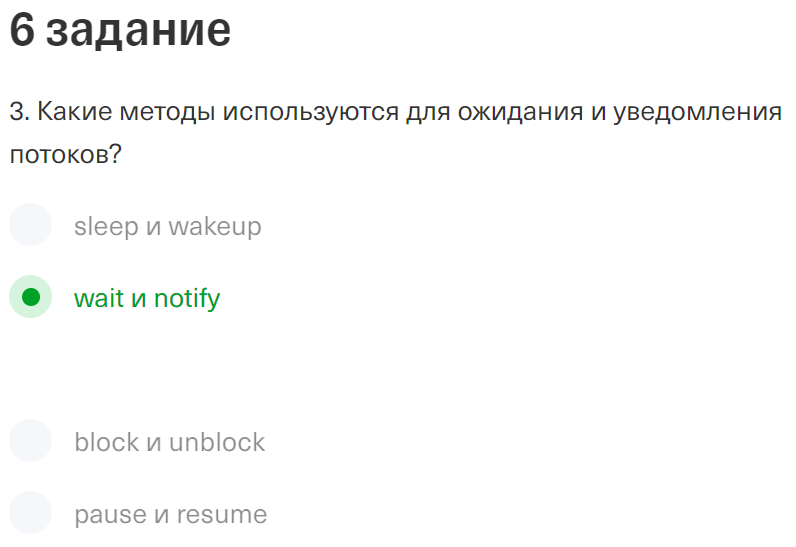 6 задание
3. Какие методы используются для ожидания и уведомления
потоков?
sleep и wakeup
wait и notify
block и unblock
pause и resume